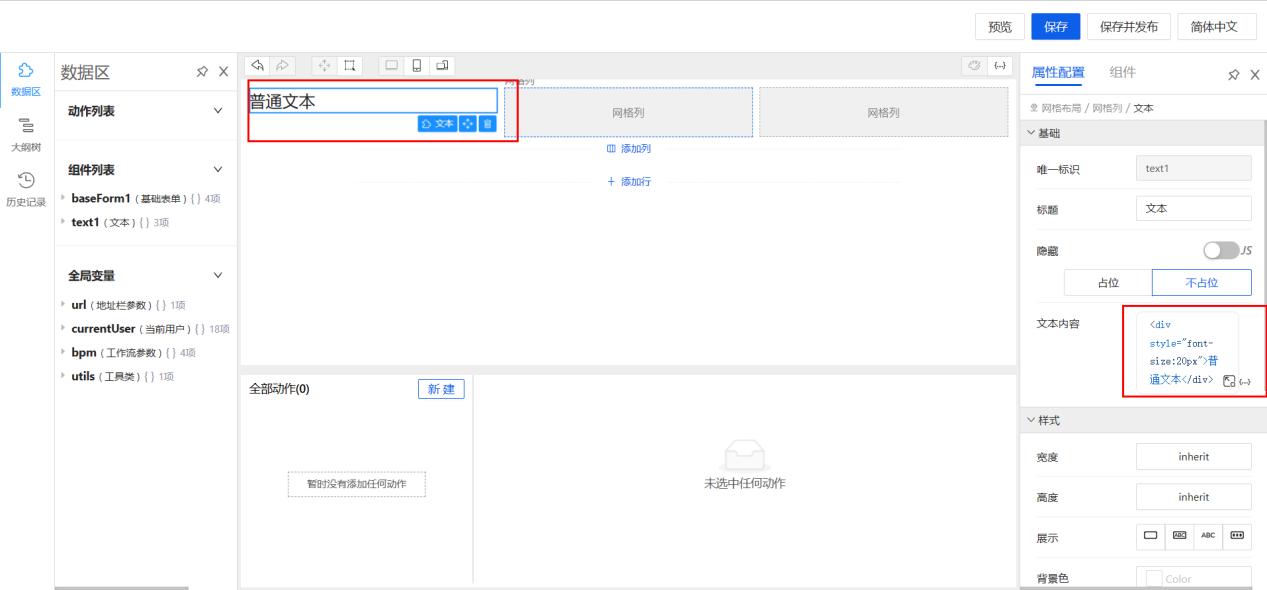 预览
保存
保存并发布
简体中文
数据区
大纲树
历史记录
数据区
动作列表
组件列表
baseForm1 ( 基础表单 ) { } 4项
text1 ( 文本 ) { } 3项
全局变量
url ( 地址栏参数 ) { } 1项
currentUser ( 当前用户 ) { } 18项
bpm ( 工作流参数 ) { } 4项
utils ( 工具类 ) { } 1项
网格列
普通文本
文本
网格列
网格列
添加列
添加行
全部动作(0)
新 建
暂时没有添加任何动作
未选中任何动作
属性配置
组件
网格布局 / 网格列 / 文本
基础
唯一标识
text1
标题
文本
隐藏
JS
占位
不占位
文本内容
<div
style="font-
size:20px">普
通文本</div>
样式
宽度
inherit
高度
inherit
展示
ABC
ABC
背景色
Color